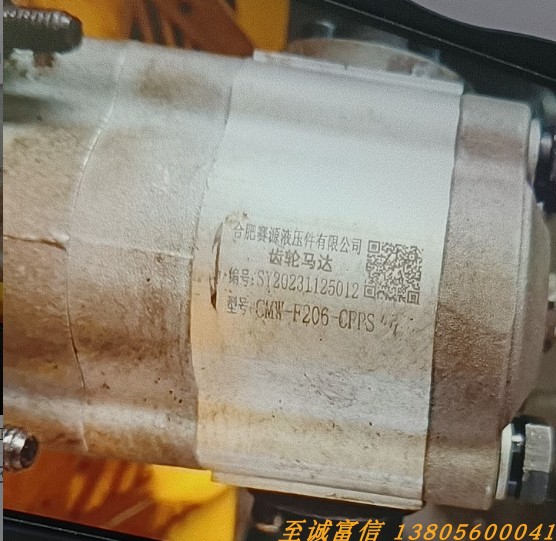 合肥赛源液压件有限公司
齿轮马达
编号:SY20231125012
型号:CMW-F206-CFPS
至诚富信 13805600041